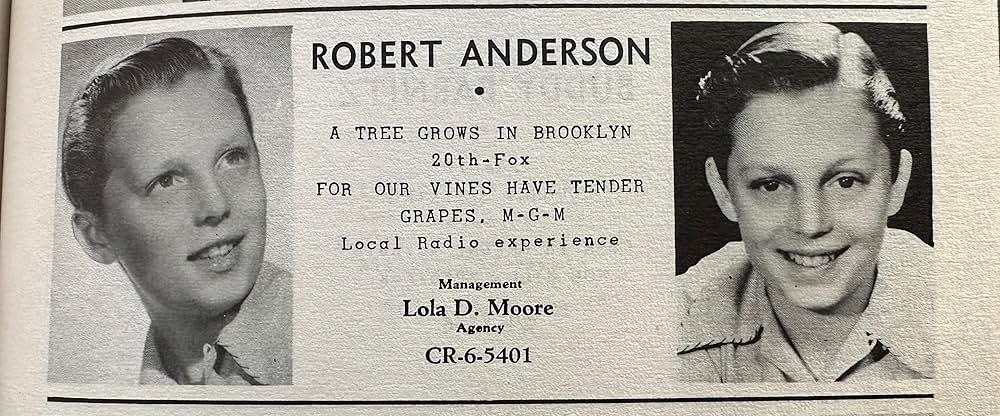 ROBERT ANDERSON
•
A TREE GROWS IN BROOKLYN
20th-Fox
FOR OUR VINES HAVE TENDER
GRAPES, M-G-M
Local Radio experience
Management
Lola D. Moore
Agency
CR-6-5401